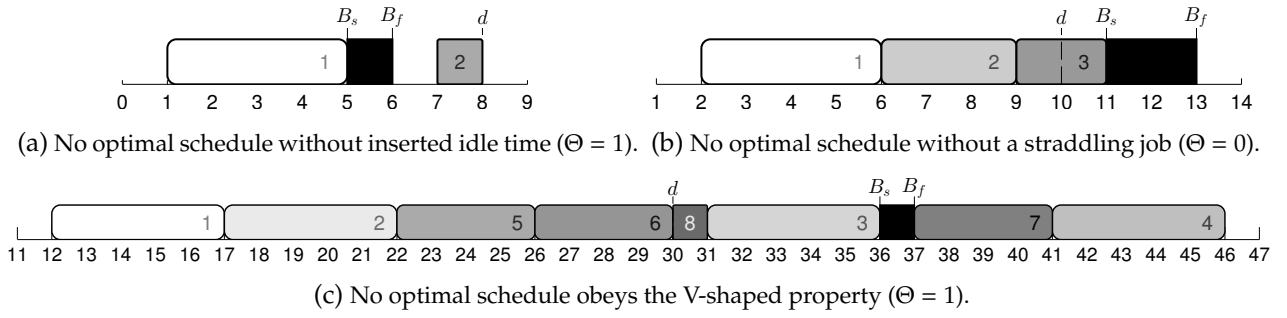 B_s B_f d d B_s B_f
1 2 1 2 3
0 1 2 3 4 5 6 7 8 9 1 2 3 4 5 6 7 8 9 10 11 12 13 14
(a) No optimal schedule without inserted idle time (Θ = 1). (b) No optimal schedule without a straddling job (Θ = 0).
d B_s B_f
1 2 5 6 8 3 7 4
11 12 13 14 15 16 17 18 19 20 21 22 23 24 25 26 27 28 29 30 31 32 33 34 35 36 37 38 39 40 41 42 43 44 45 46 47
(c) No optimal schedule obeys the V-shaped property (Θ = 1).